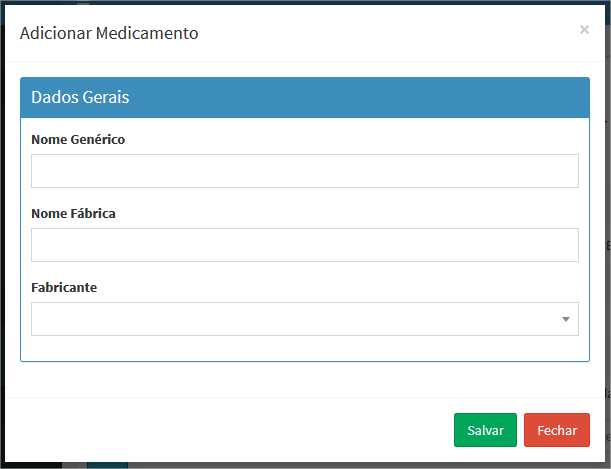 Adicionar Medicamento
×
Dados Gerais
Nome Genérico
Nome Fábrica
Fabricante
Salvar
Fechar